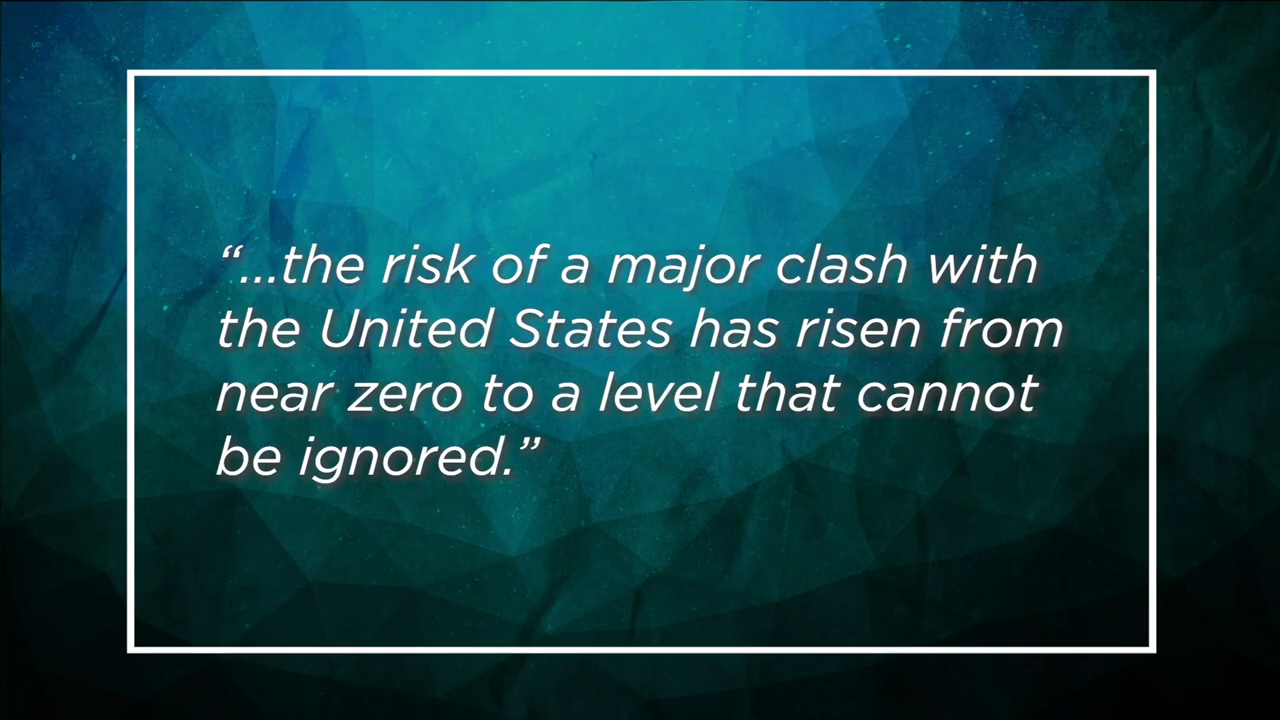 “...the risk of a major clash with
the United States has risen from
near zero to a level that cannot
be ignored.”